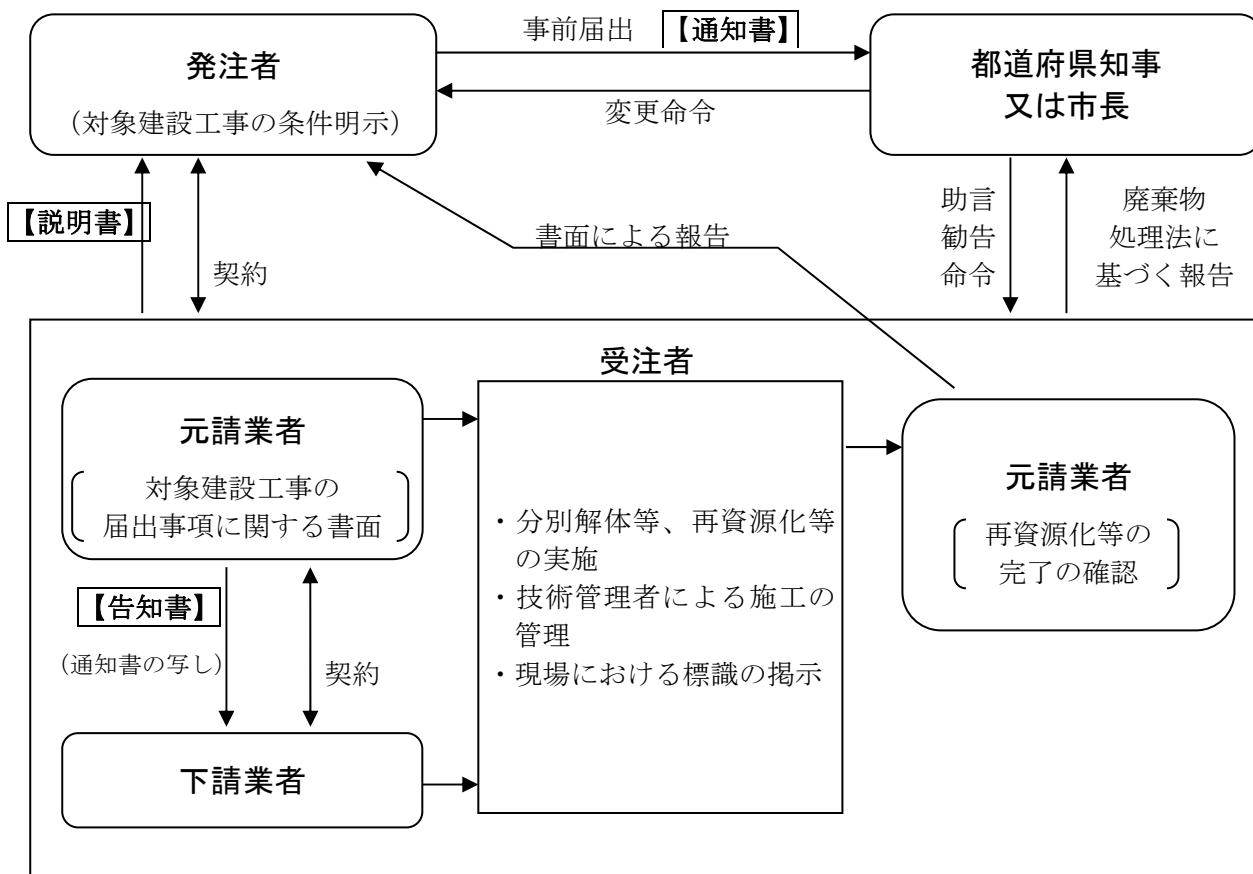 事前届出
【通知書】
発注者
(対象建設工事の条件明示)
都道府県知事
又は市長
変更命令
【説明書】
契約
書面による報告
助言
勧告
命令
廃棄物
処理法に
基づく報告
受注者
元請業者
対象建設工事の
届出事項に関する書面
【告知書】
(通知書の写し)
契約
下請業者
・分別解体等、再資源化等
の実施
・技術管理者による施工の
管理
・現場における標識の掲示
元請業者
再資源化等の
完了の確認